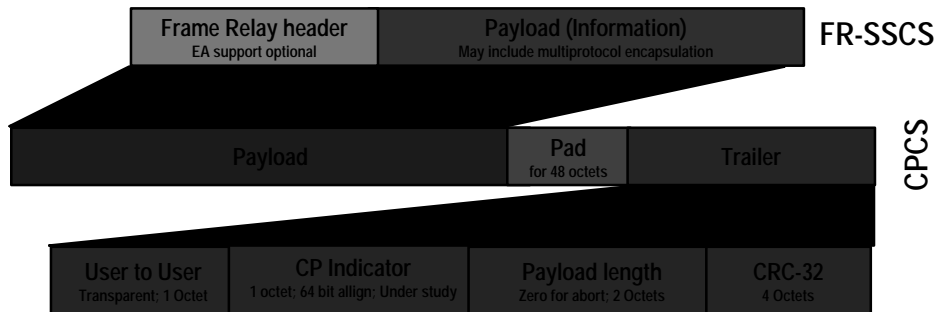 Frame Relay header
EA support optional
Payload (Information)
May include multiprotocol encapsulation
FR-SSCS
Payload
Pad
for 48 octets
Trailer
CPCS
User to User
Transparent; 1 Octet
CP Indicator
1 octet; 64 bit allign; Under study
Payload length
Zero for abort; 2 Octets
CRC-32
4 Octets